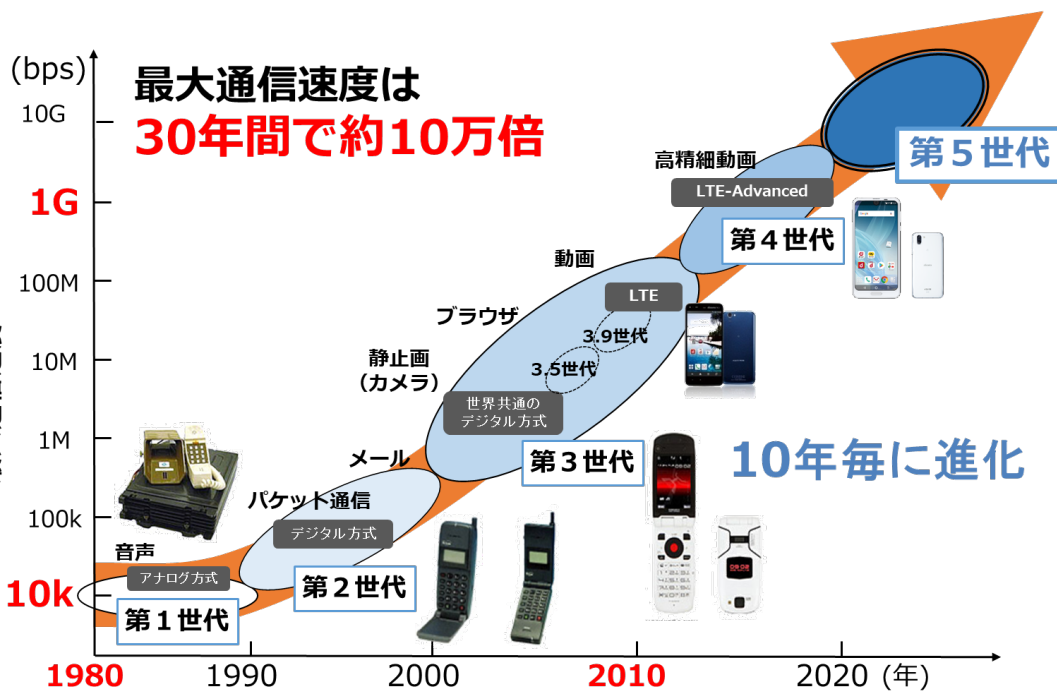 (bps)
最大通信速度は
30年間で約10万倍
10G
1G
100M
10M
1M
100k
10k
第５世代
高精細動画
LTE-Advanced
第４世代
動画
LTE
ブラウザ
3.9世代
静止画
（カメラ）
3.5世代
世界共通の
デジタル方式
第３世代
10年毎に進化
メール
パケット通信
デジタル方式
第２世代
音声
アナログ方式
第１世代
1980
1990
2000
2010
2020
(年)